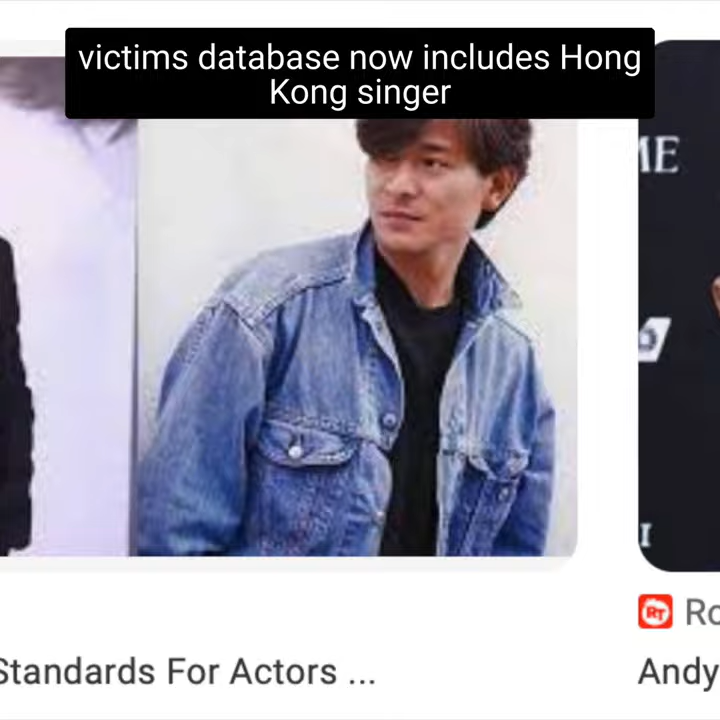 victims database now includes Hong
Kong singer
ME
I
RT Ro
Standards For Actors ...
Andy